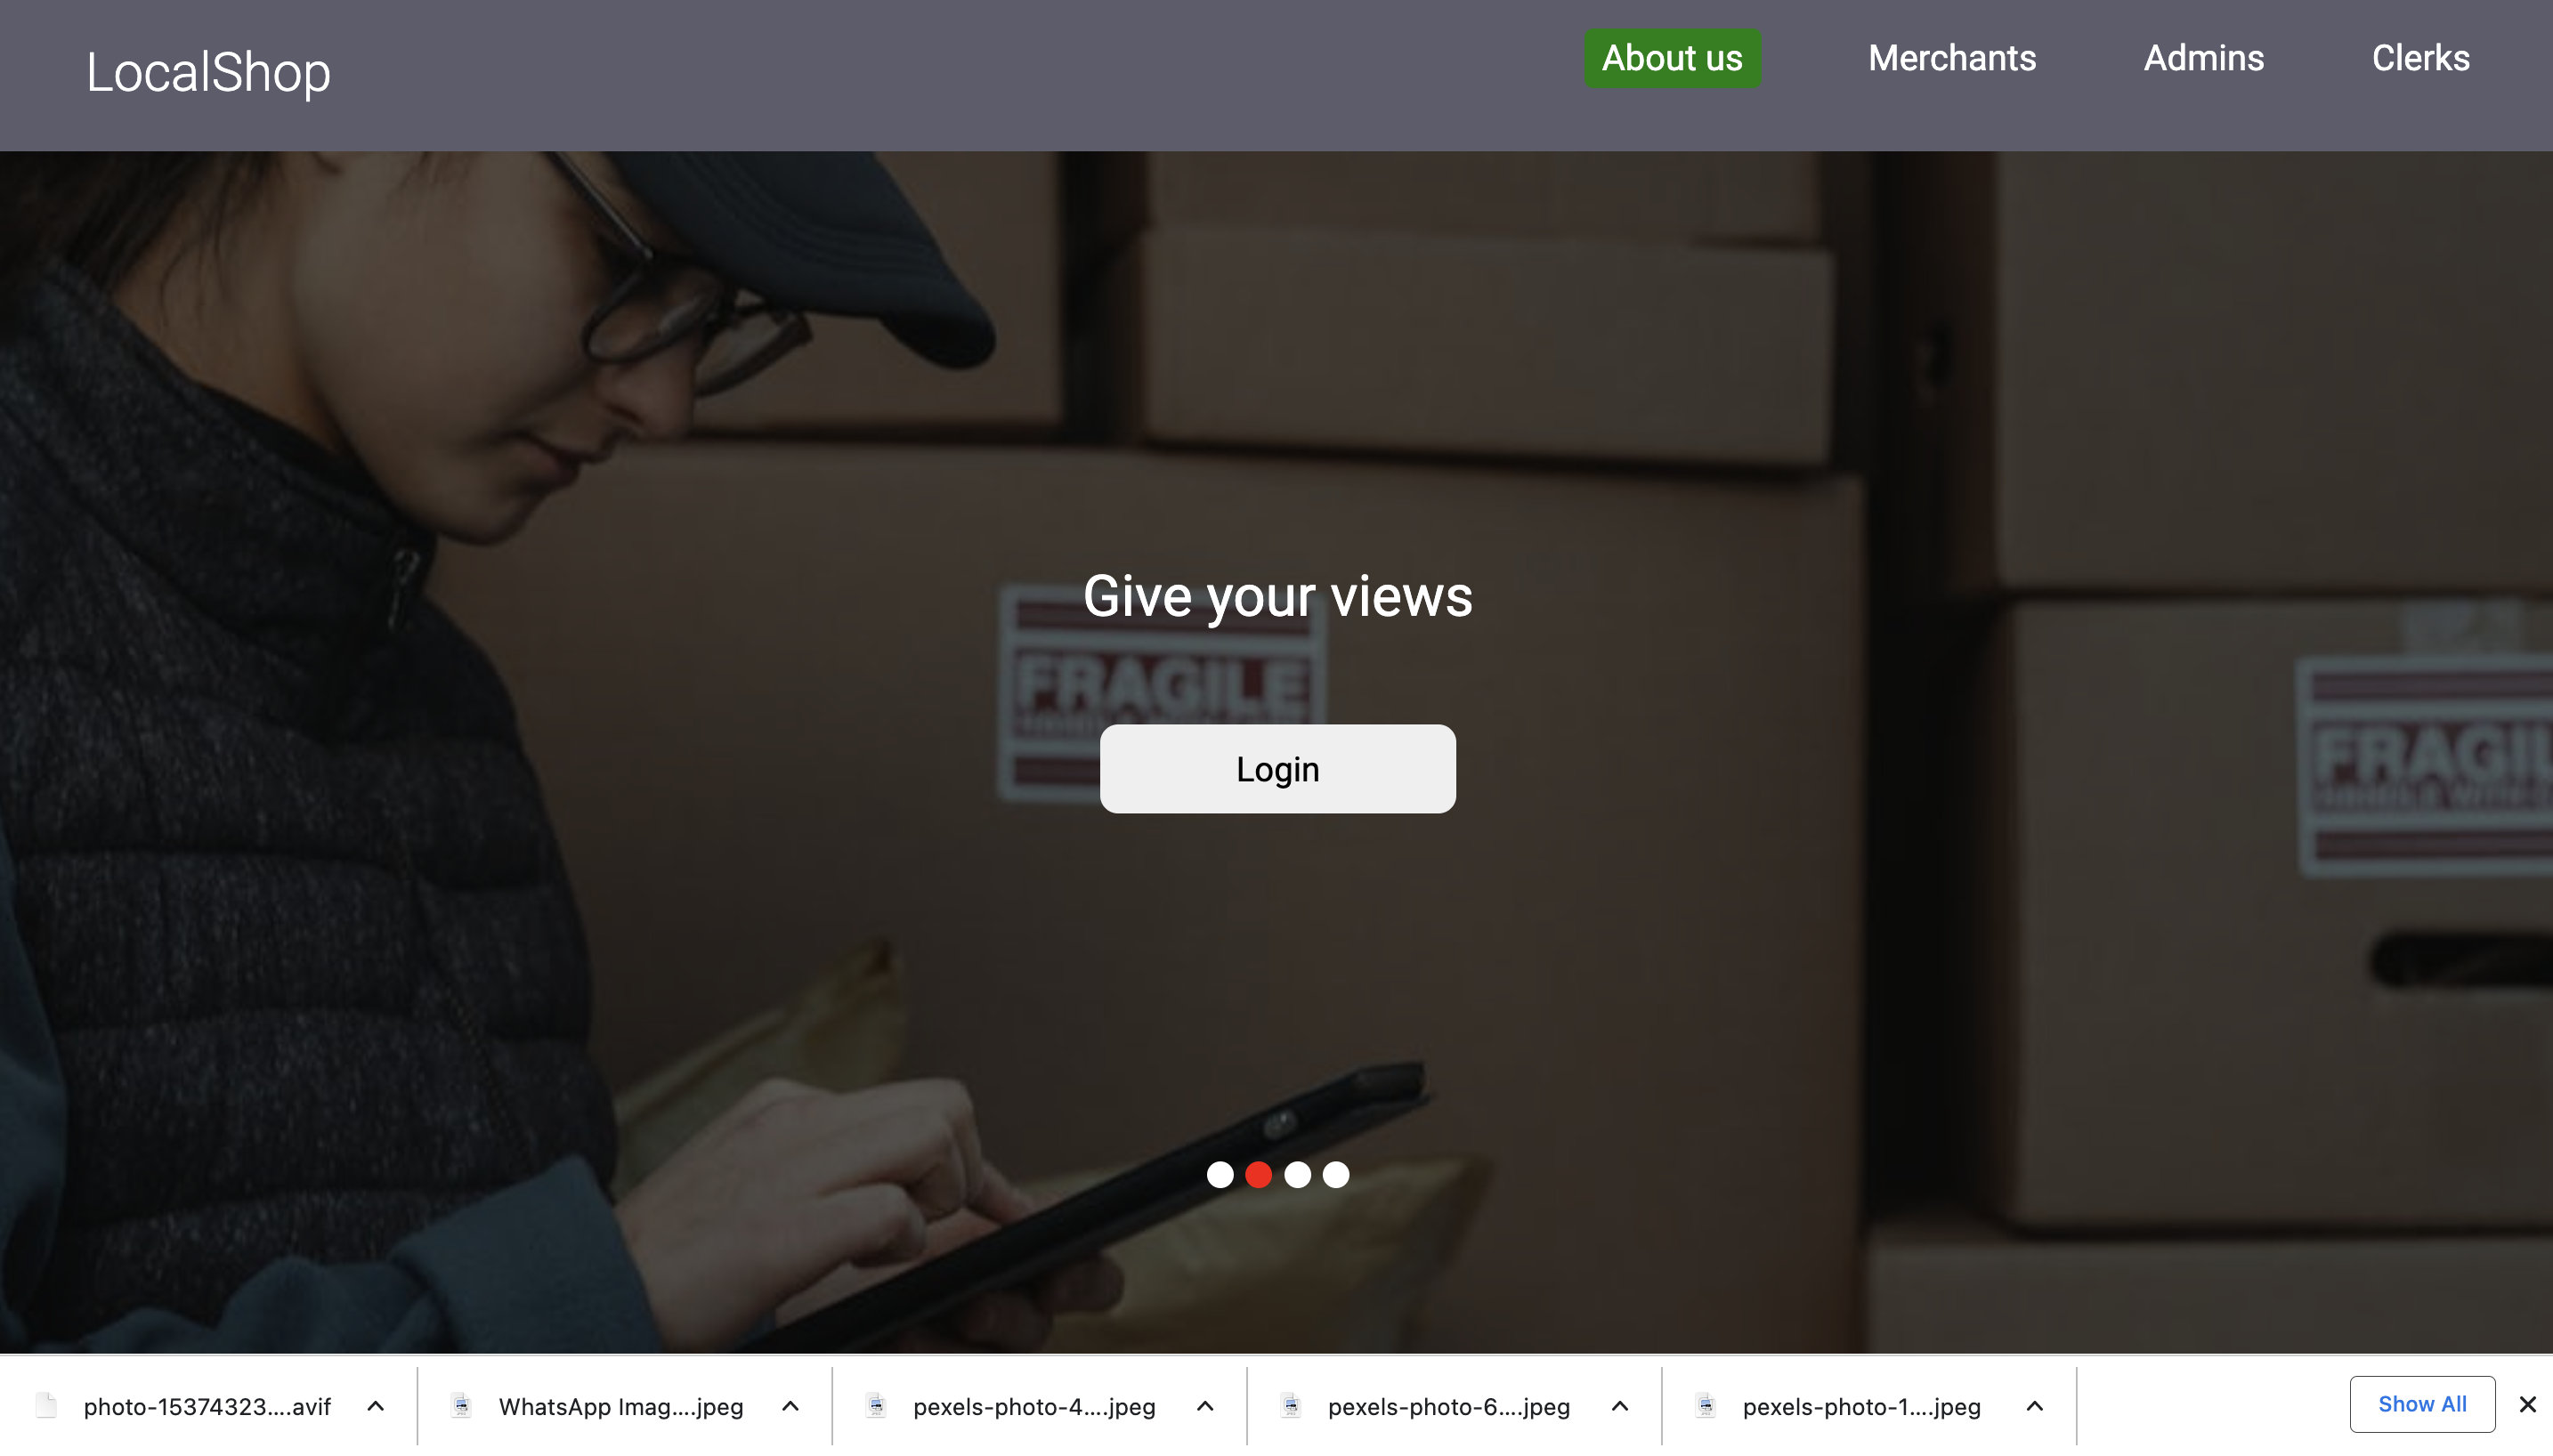 LocalShop
About us
Merchants
Admins
Clerks
Give your views
FRAGILE
Login
photo-15374323....avif
WhatsApp Imag....jpeg
pexels-photo-4....jpeg
pexels-photo-6....jpeg
pexels-photo-1....jpeg
Show All